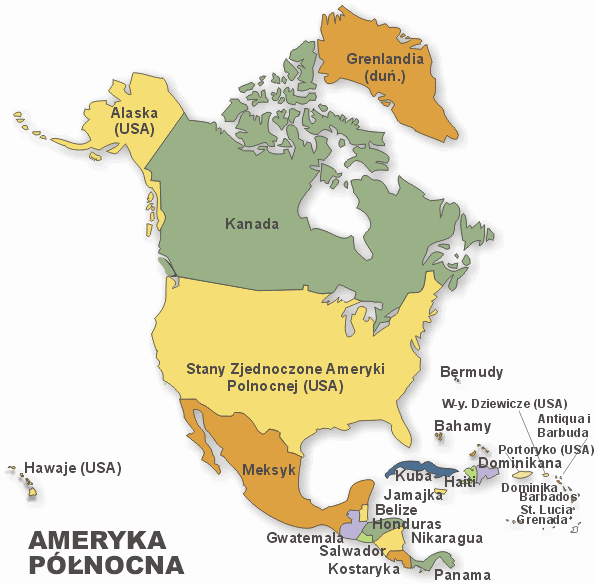 Grenlandia
(duń.)
Alaska
(USA)
Kanada
Stany Zjednoczone Ameryki
Polnocnej (USA)
Bermudy
W-y. Dziewicze (USA)
Antiqua i
Barbuda
Bahamy
Portoryko (USA)
Dominikana
Hawaje (USA)
Meksyk
Kuba
Haiti
Dominjka
Jamajka
Barbados
Belize
St. Lucia
Honduras
Grenada
Gwatemala
Nikaragua
Salwador
Kostaryka
Panama
AMERYKA
PÓŁNOCNA